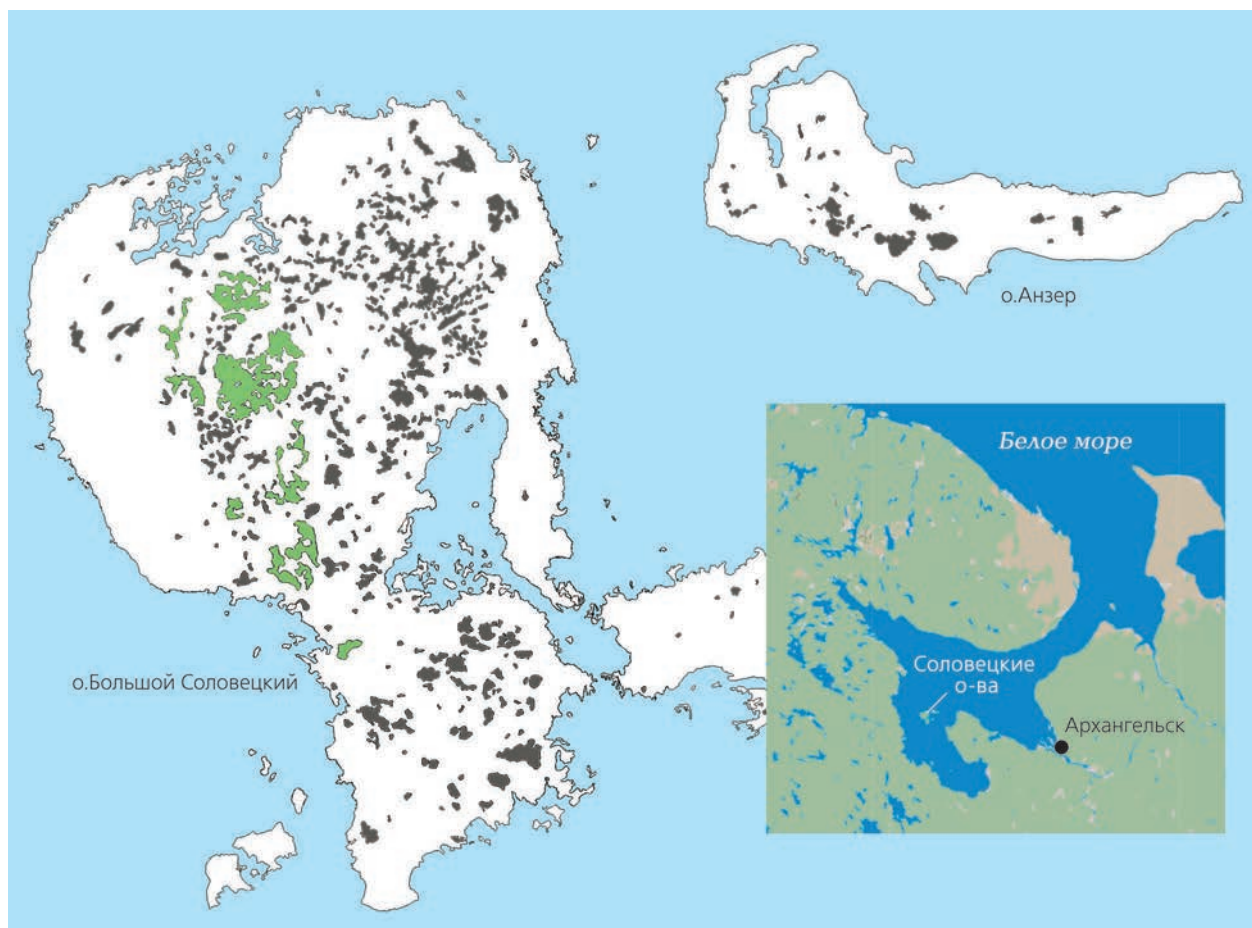 о.Анзер
Белое море
Соловецкие
о-ва
Архангельск
о.Большой Соловецкий